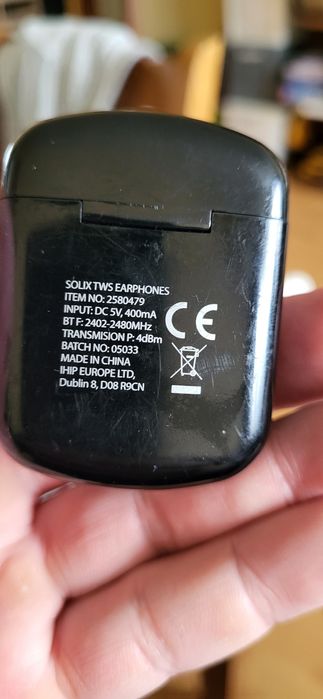 SOLIX TWS EARPHONES
ITEM NO: 2580479
INPUT: DC 5V, 400mA
BT F: 2402-2480MHz
TRANSMISION P: 4dBm
BATCH NO: 05033
MADE IN CHINA
IHIP EUROPE LTD,
Dublin 8, D08 R9CN
CE